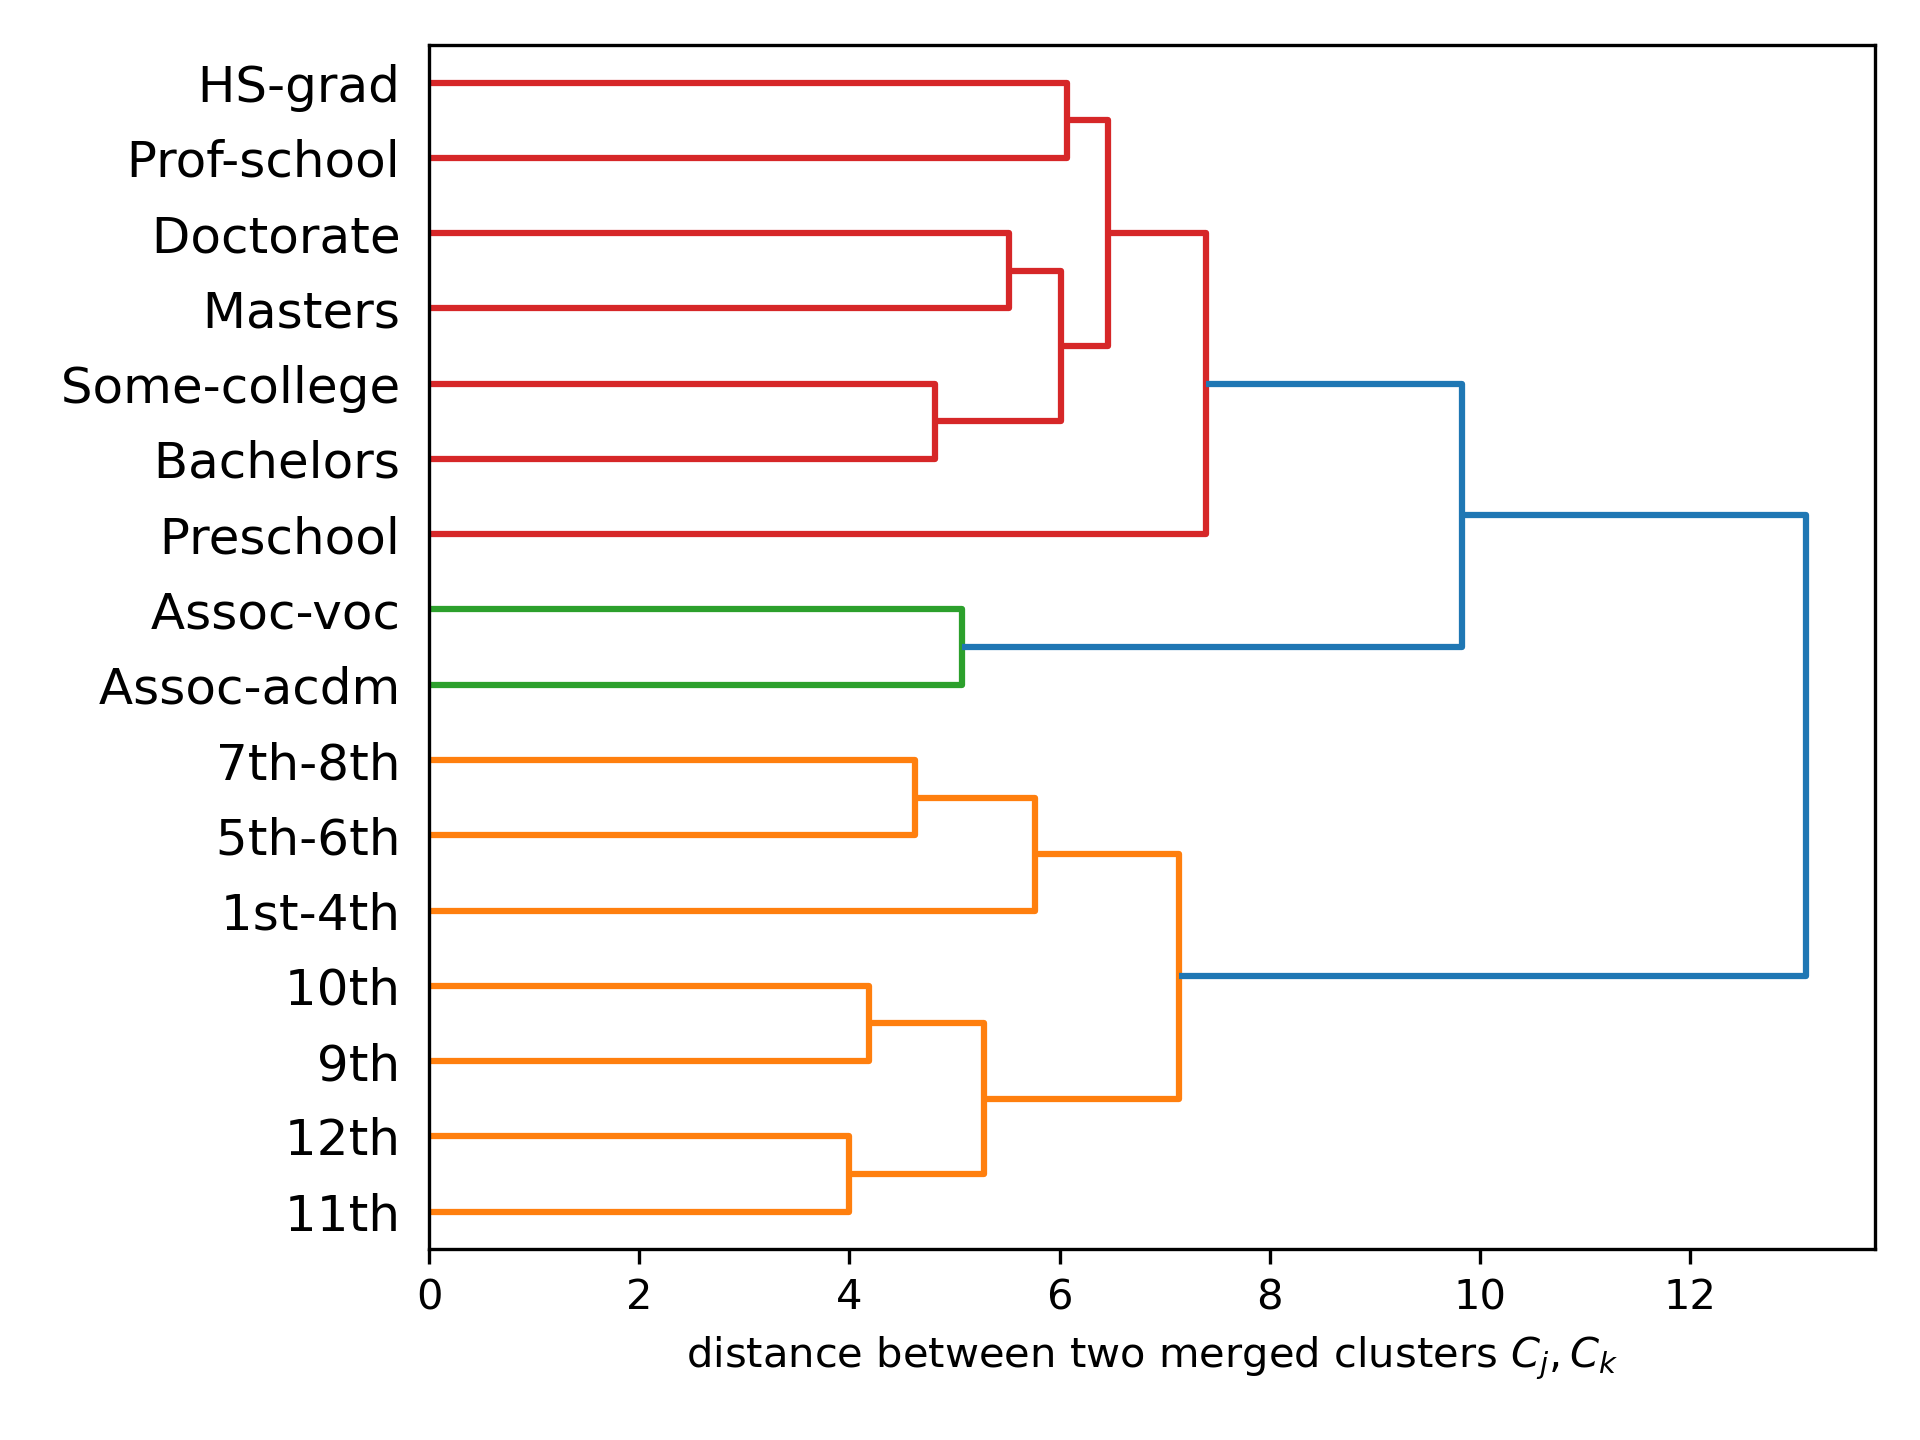 HS-grad
Prof-school
Doctorate
Masters
Some-college
Bachelors
Preschool
Assoc-voc
Assoc-acdm
7th-8th
5th-6th
1st-4th
10th
9th
12th
11th
0 2 4 6 8 10 12
distance between two merged clusters C_j, C_k